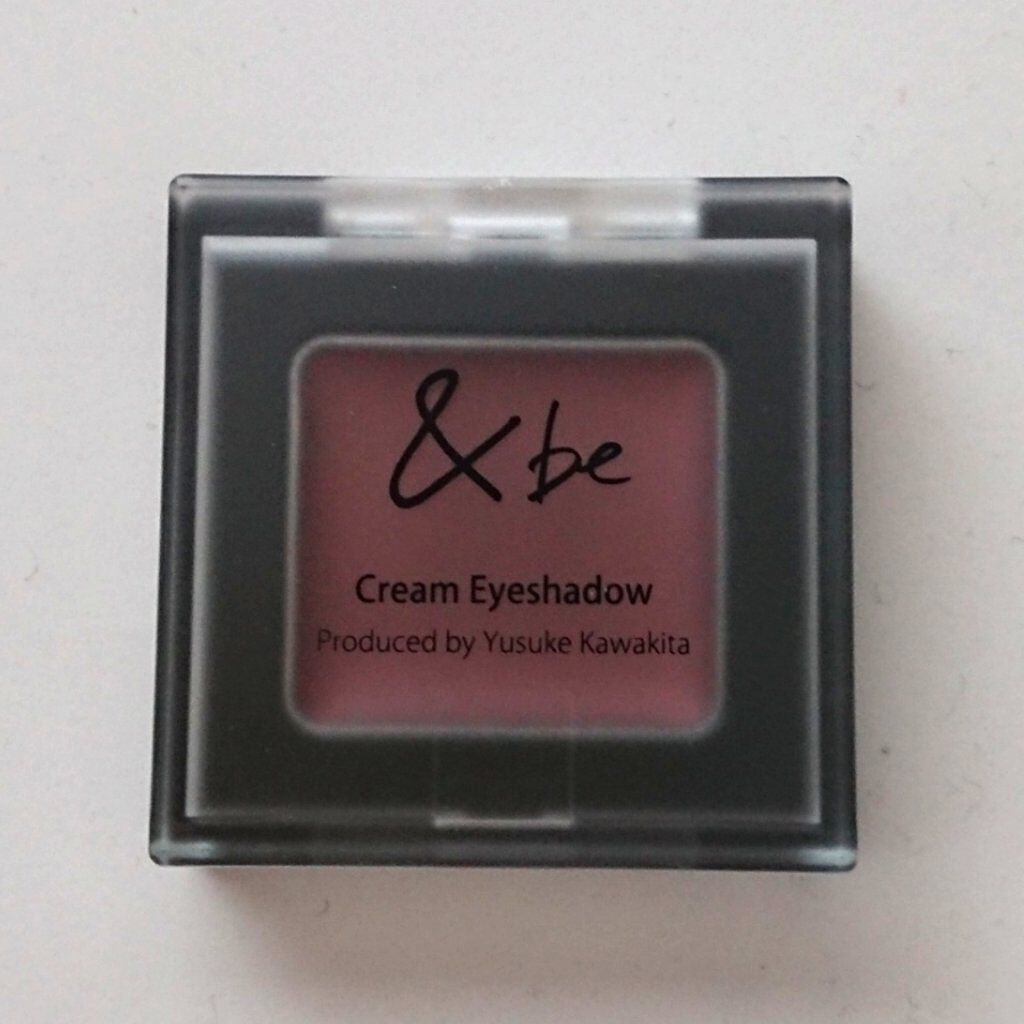 & be
Cream Eyeshadow
Produced by Yusuke Kawakita